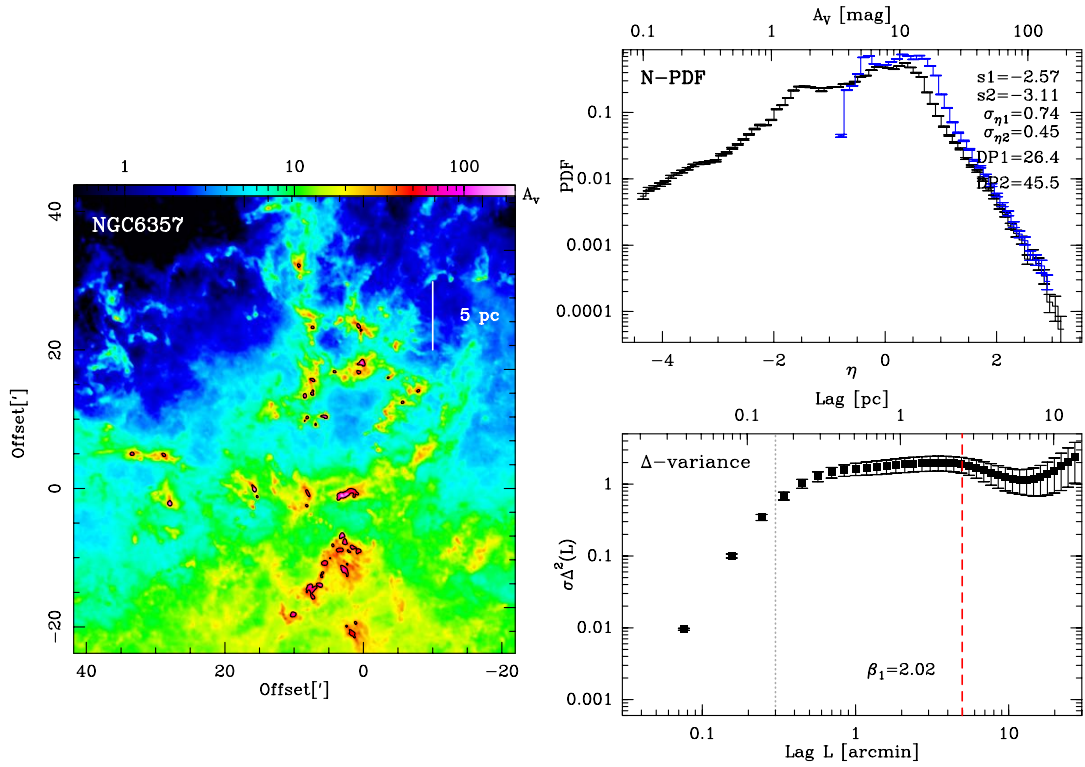 1 10 100
A_V
NGC6357
5 pc
Offset[′]
40
20
0
−20
40 20 0 −20
Offset[′]
A_V [mag]
0.1 1 10 100
N-PDF
s1=−2.57
s2=−3.11
σ_η1=0.74
σ_η2=0.45
DP1=26.4
DP2=45.5
PDF
0.1
0.01
0.001
0.0001
−4 −2 0 2
η
Lag [pc]
0.1 1 10
Δ−variance
σΔ²(L)
1
0.1
0.01
0.001
β₁=2.02
0.1 1 10
Lag L [arcmin]